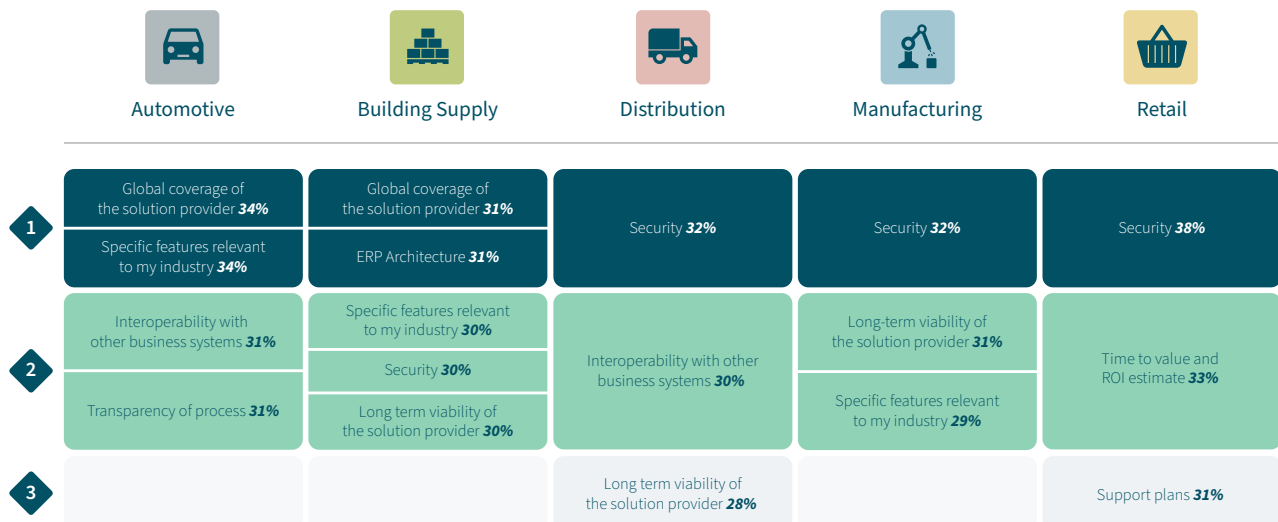 Automotive
Building Supply
Distribution
Manufacturing
Retail
1
Global coverage of
the solution provider 34%
Specific features relevant
to my industry 34%
Global coverage of
the solution provider 31%
ERP Architecture 31%
Security 32%
Security 32%
Security 38%
2
Interoperability with
other business systems 31%
Transparency of process 31%
Specific features relevant
to my industry 30%
Security 30%
Long term viability of
the solution provider 30%
Interoperability with other
business systems 30%
Long-term viability of
the solution provider 31%
Specific features relevant
to my industry 29%
Time to value and
ROI estimate 33%
3
Long term viability of
the solution provider 28%
Support plans 31%